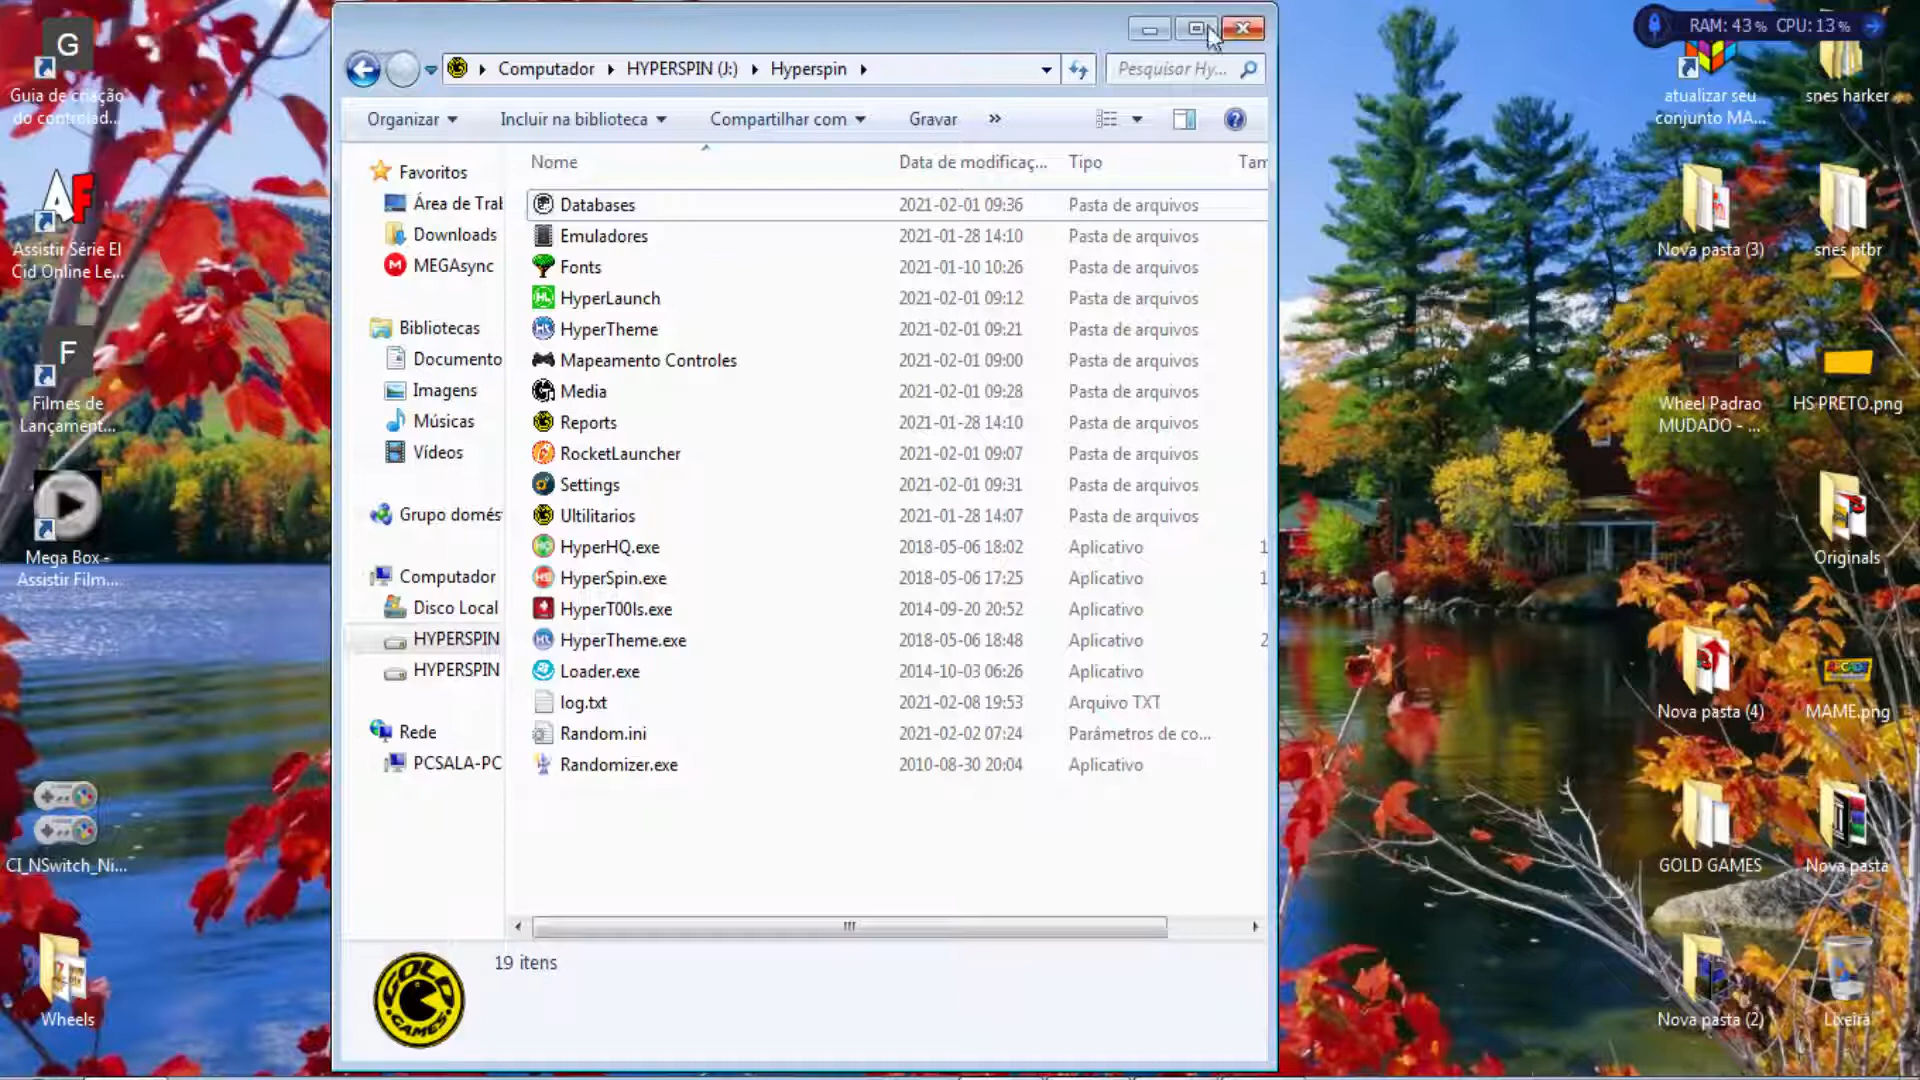 G
Guia de criação
do controlad...
AF
Assistir Série El
Cid Online Le...
F
Filmes de
Lançament...
Mega Box -
Assistir Film....
CI_NSwitch_Ni...
Wheels
Computador
HYPERSPIN (J:)
Hyperspin
Pesquisar Hy...
Organizar
Incluir na biblioteca
Compartilhar com
Gravar
»
Favoritos
Área de Tral
Downloads
MEGAsync
Bibliotecas
Documento
Imagens
Músicas
Vídeos
Grupo domés
Computador
Disco Local
HYPERSPIN
HYPERSPIN
Rede
PCSALA-PC
Nome Data de modificaç... Tipo Tam
Databases 2021-02-01 09:36 Pasta de arquivos
Emuladores 2021-01-28 14:10 Pasta de arquivos
Fonts 2021-01-10 10:26 Pasta de arquivos
HyperLaunch 2021-02-01 09:12 Pasta de arquivos
HyperTheme 2021-02-01 09:21 Pasta de arquivos
Mapeamento Controles 2021-02-01 09:00 Pasta de arquivos
Media 2021-02-01 09:28 Pasta de arquivos
Reports 2021-01-28 14:10 Pasta de arquivos
RocketLauncher 2021-02-01 09:07 Pasta de arquivos
Settings 2021-02-01 09:31 Pasta de arquivos
Ultilitarios 2021-01-28 14:07 Pasta de arquivos
HyperHQ.exe 2018-05-06 18:02 Aplicativo 1
HyperSpin.exe 2018-05-06 17:25 Aplicativo 1
HyperT00ls.exe 2014-09-20 20:52 Aplicativo
HyperTheme.exe 2018-05-06 18:48 Aplicativo 2
Loader.exe 2014-10-03 06:26 Aplicativo
log.txt 2021-02-08 19:53 Arquivo TXT
Random.ini 2021-02-02 07:24 Parâmetros de co...
Randomizer.exe 2010-08-30 20:04 Aplicativo
GOLD GAMES
19 itens
RAM: 43% CPU: 13%
atualizar seu
conjunto MA...
snes harker
Nova pasta (3)
snes ptbr
Wheel Padrao
MUDADO - ...
HS PRETO.png
Originals
Nova pasta (4)
ARCADE
MAME.png
GOLD GAMES
Nova pasta
Nova pasta (2)
Lixeira